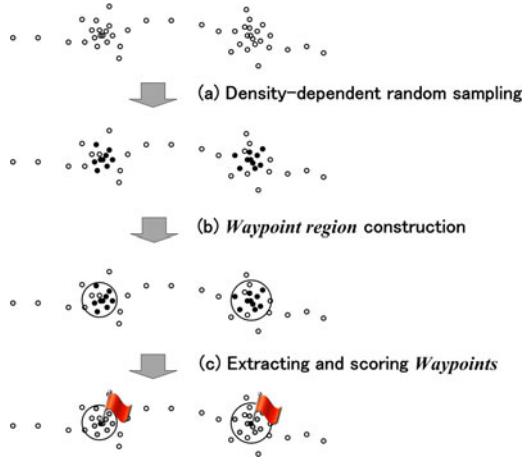 (a) Density-dependent random sampling
(b) Waypoint region construction
(c) Extracting and scoring Waypoints